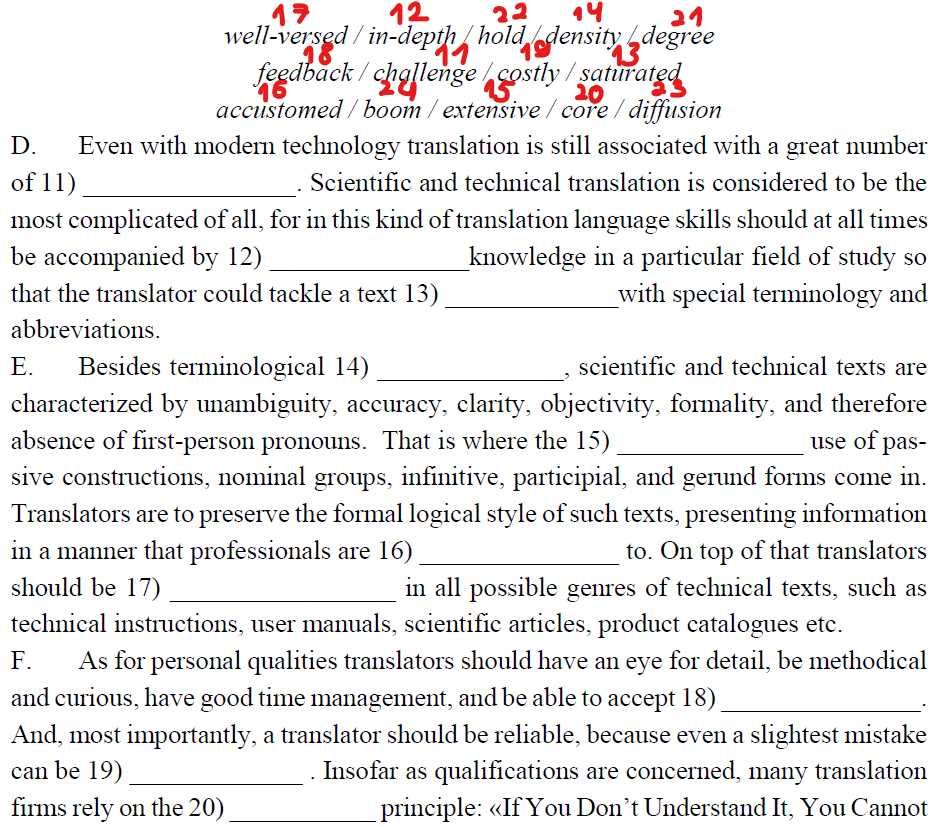 17 12 22 14 21
well-versed / in-depth / hold / density / degree
18 11 19 13
feedback / challenge / costly / saturated
16 24 15 20 23
accustomed / boom / extensive / core / diffusion
D. Even with modern technology translation is still associated with a great number
of 11) _______________. Scientific and technical translation is considered to be the
most complicated of all, for in this kind of translation language skills should at all times
be accompanied by 12) ______________knowledge in a particular field of study so
that the translator could tackle a text 13) ____________with special terminology and
abbreviations.
E. Besides terminological 14) _____________, scientific and technical texts are
characterized by unambiguity, accuracy, clarity, objectivity, formality, and therefore
absence of first-person pronouns. That is where the 15) _____________ use of pas-
sive constructions, nominal groups, infinitive, participial, and gerund forms come in.
Translators are to preserve the formal logical style of such texts, presenting information
in a manner that professionals are 16) ______________ to. On top of that translators
should be 17) ________________ in all possible genres of technical texts, such as
technical instructions, user manuals, scientific articles, product catalogues etc.
F. As for personal qualities translators should have an eye for detail, be methodical
and curious, have good time management, and be able to accept 18) ______________.
And, most importantly, a translator should be reliable, because even a slightest mistake
can be 19) ____________ . Insofar as qualifications are concerned, many translation
firms rely on the 20) __________ principle: «If You Don't Understand It, You Cannot